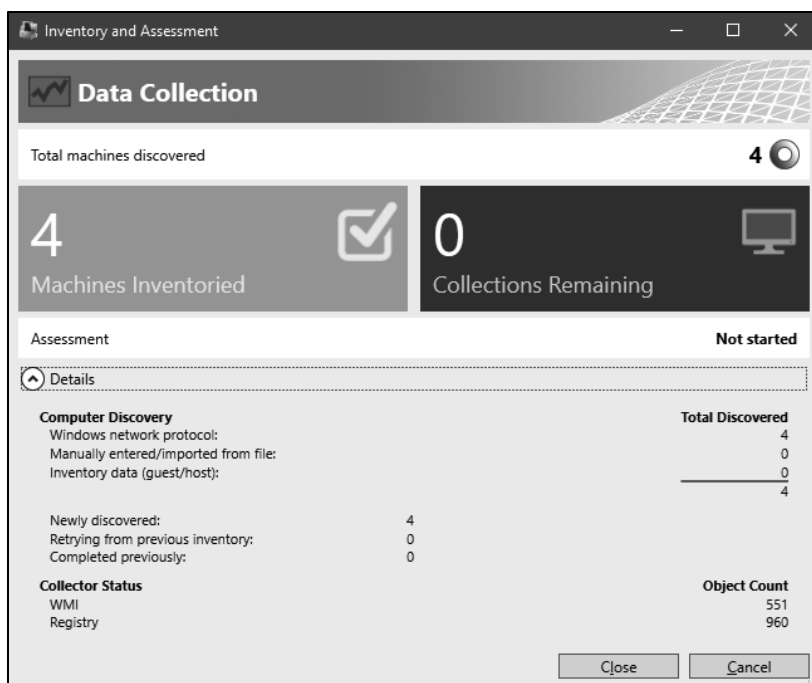 Inventory and Assessment
Data Collection
Total machines discovered 4
4 0
Machines Inventoried Collections Remaining
Assessment Not started
Details
Computer Discovery Total Discovered
Windows network protocol: 4
Manually entered/imported from file: 0
Inventory data (guest/host): 0
4
Newly discovered: 4
Retrying from previous inventory: 0
Completed previously: 0
Collector Status Object Count
WMI 551
Registry 960
Close Cancel